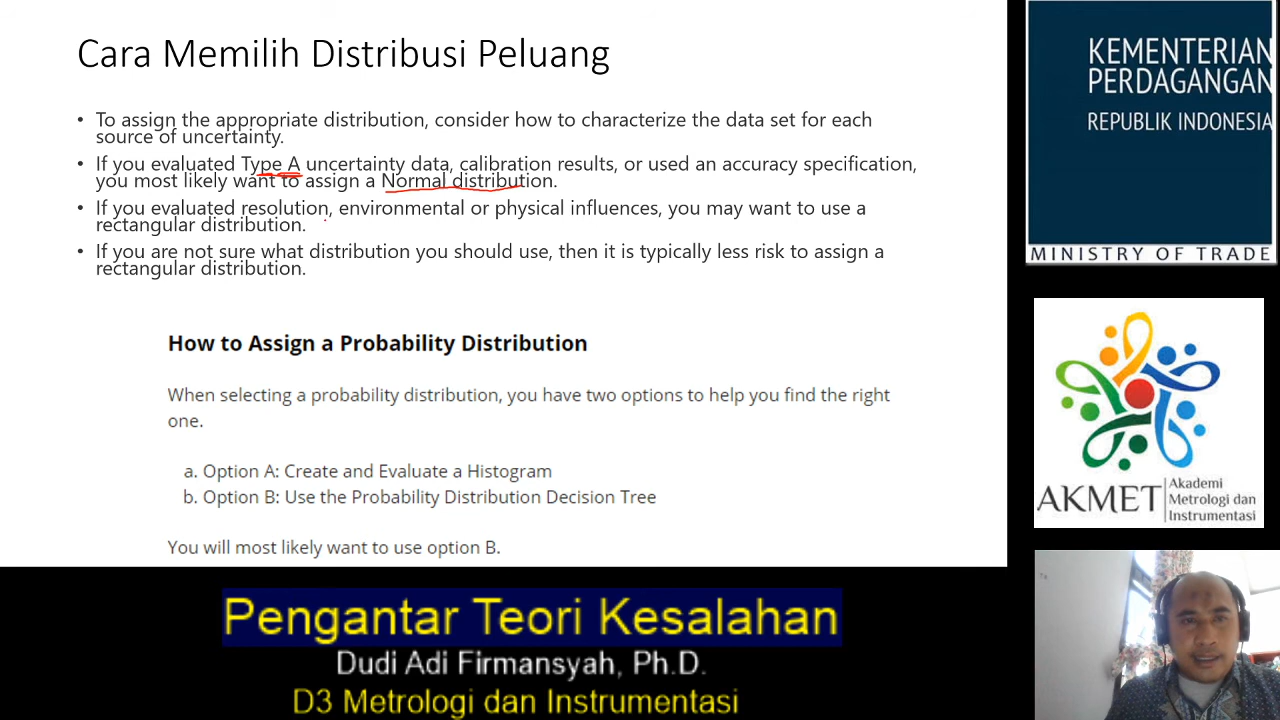 Cara Memilih Distribusi Peluang
• To assign the appropriate distribution, consider how to characterize the data set for each
source of uncertainty.
• If you evaluated Type A uncertainty data, calibration results, or used an accuracy specification,
you most likely want to assign a Normal distribution.
• If you evaluated resolution, environmental or physical influences, you may want to use a
rectangular distribution.
• If you are not sure what distribution you should use, then it is typically less risk to assign a
rectangular distribution.
How to Assign a Probability Distribution
When selecting a probability distribution, you have two options to help you find the right
one.
a. Option A: Create and Evaluate a Histogram
b. Option B: Use the Probability Distribution Decision Tree
You will most likely want to use option B.
Pengantar Teori Kesalahan
Dudi Adi Firmansyah, Ph.D.
D3 Metrologi dan Instrumentasi
KEMENTERIAN
PERDAGANGAN
REPUBLIK INDONESIA
MINISTRY OF TRADE
AKMET
Akademi
Metrologi dan
Instrumentasi